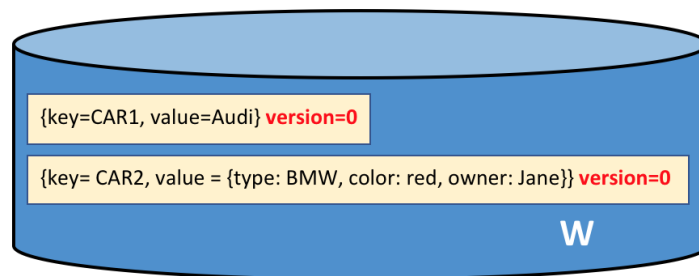 {key=CAR1, value=Audi} version=0
{key= CAR2, value = {type: BMW, color: red, owner: Jane}} version=0
W